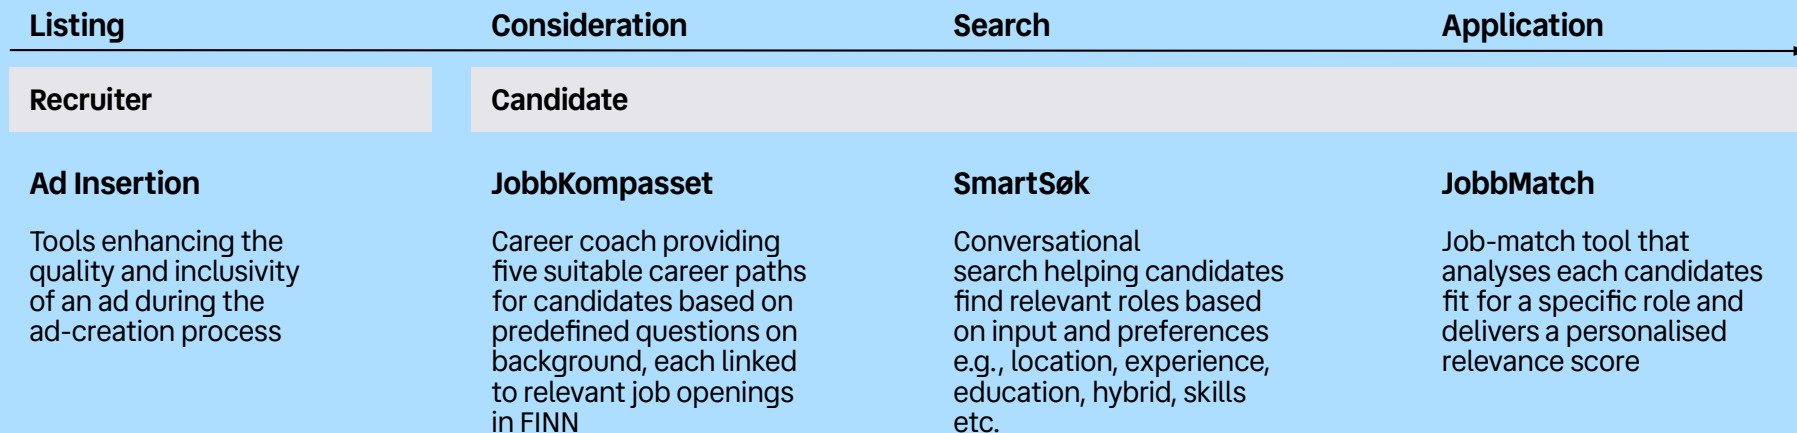 Listing
Consideration
Search
Application
Recruiter
Candidate
Ad Insertion
Tools enhancing the
quality and inclusivity
of an ad during the
ad-creation process
JobbKompasset
Career coach providing
five suitable career paths
for candidates based on
predefined questions on
background, each linked
to relevant job openings
in FINN
SmartSøk
Conversational
search helping candidates
find relevant roles based
on input and preferences
e.g., location, experience,
education, hybrid, skills
etc.
JobbMatch
Job-match tool that
analyses each candidates
fit for a specific role and
delivers a personalised
relevance score